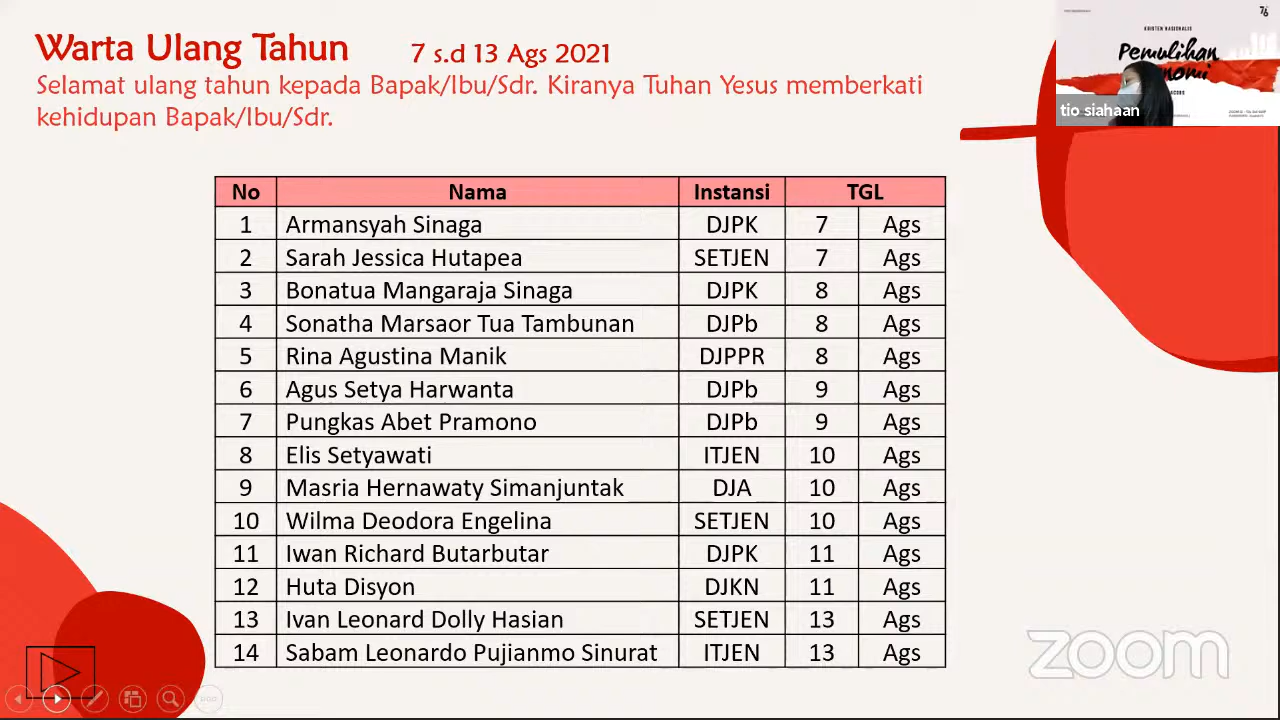 Warta Ulang Tahun 7 s.d 13 Ags 2021
Selamat ulang tahun kepada Bapak/Ibu/Sdr. Kiranya Tuhan Yesus memberkati
kehidupan Bapak/Ibu/Sdr.
76
KRISTEN NASIONALIS
Pemulihan
tio siahaan
No Nama Instansi TGL
1 Armansyah Sinaga DJPK 7 Ags
2 Sarah Jessica Hutapea SETJEN 7 Ags
3 Bonatua Mangaraja Sinaga DJPK 8 Ags
4 Sonatha Marsaor Tua Tambunan DJPb 8 Ags
5 Rina Agustina Manik DJPPR 8 Ags
6 Agus Setya Harwanta DJPb 9 Ags
7 Pungkas Abet Pramono DJPb 9 Ags
8 Elis Setyawati ITJEN 10 Ags
9 Masria Hernawaty Simanjuntak DJA 10 Ags
10 Wilma Deodora Engelina SETJEN 10 Ags
11 Iwan Richard Butarbutar DJPK 11 Ags
12 Huta Disyon DJKN 11 Ags
13 Ivan Leonard Dolly Hasian SETJEN 13 Ags
14 Sabam Leonardo Pujianmo Sinurat ITJEN 13 Ags
zoom